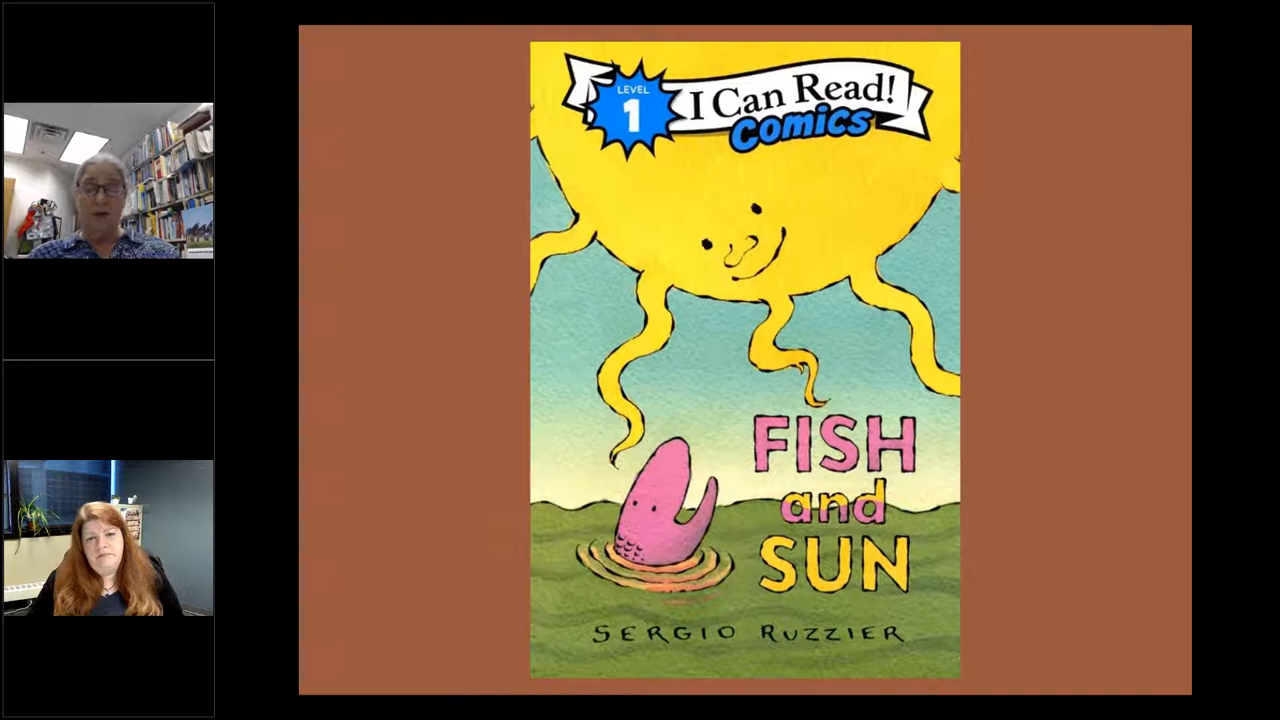 LEVEL
1
I Can Read!
Comics
FISH
and
SUN
SERGIO RUZZIER